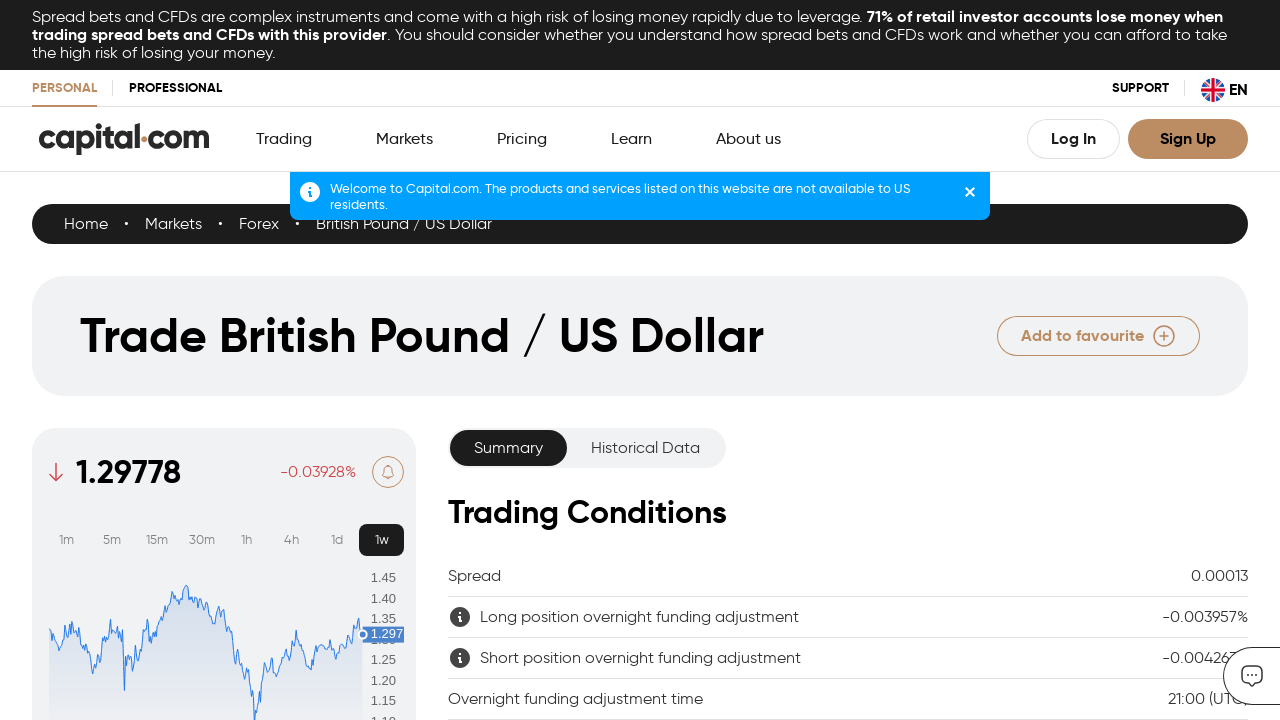 Spread bets and CFDs are complex instruments and come with a high risk of losing money rapidly due to leverage. 71% of retail investor accounts lose money when
trading spread bets and CFDs with this provider. You should consider whether you understand how spread bets and CFDs work and whether you can afford to take
the high risk of losing your money.
PERSONAL PROFESSIONAL SUPPORT EN
capital.com Trading Markets Pricing Learn About us Log In Sign Up
Welcome to Capital.com. The products and services listed on this website are not available to US
residents.
Home • Markets • Forex • British Pound / US Dollar
Trade British Pound / US Dollar Add to favourite
Summary Historical Data
1.29778 -0.03928%
Trading Conditions
1m 5m 15m 30m 1h 4h 1d 1w
Spread 0.00013
1.45
1.40
1.35
1.297
1.25
1.20
1.15
Long position overnight funding adjustment -0.003957%
Short position overnight funding adjustment
Overnight funding adjustment time 21:00 (UTC)